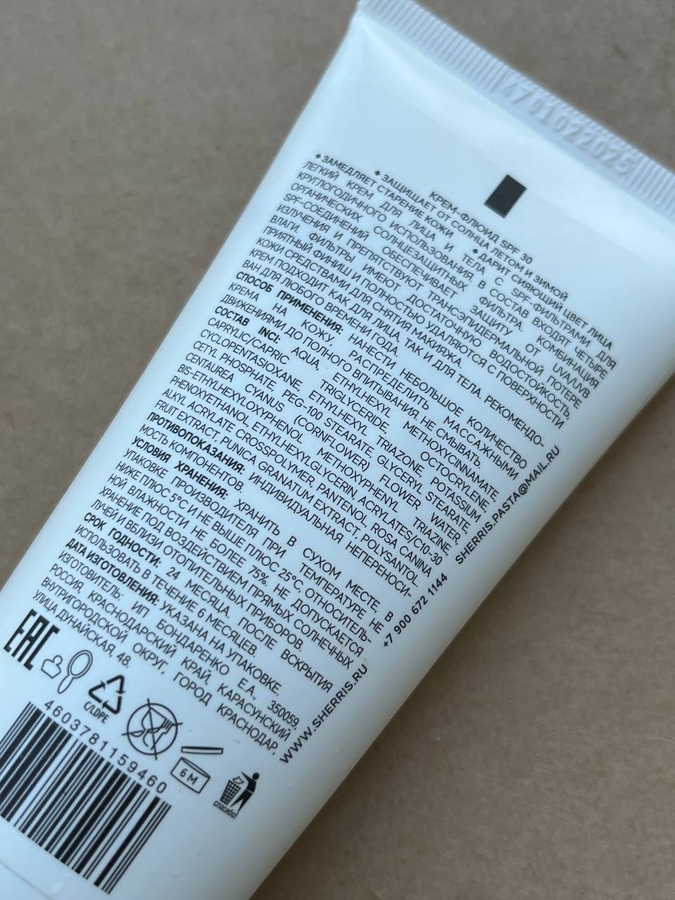 4701022025
КРЕМ-ФЛЮИД SPF 30
• ЗАЩИЩАЕТ ОТ СОЛНЦА ЛЕТОМ И ЗИМОЙ
• ЗАМЕДЛЯЕТ СТАРЕНИЕ КОЖИ • ДАРИТ СИЯЮЩИЙ ЦВЕТ ЛИЦА
ЛЕГКИЙ КРЕМ ДЛЯ ЛИЦА И ТЕЛА С SPF-ФИЛЬТРАМИ ДЛЯ
КРУГЛОГОДИЧНОГО ИСПОЛЬЗОВАНИЯ. В СОСТАВ ВХОДЯТ ЧЕТЫРЕ
ОРГАНИЧЕСКИХ СОЛНЦЕЗАЩИТНЫХ ФИЛЬТРА. КОМБИНАЦИЯ
SPF-СОЕДИНЕНИЙ ОБЕСПЕЧИВАЕТ ЗАЩИТУ ОТ UVA/UVB
ИЗЛУЧЕНИЯ И ПРЕПЯТСТВУЮТ ТРАНСЭПИДЕРМАЛЬНОЙ ПОТЕРЕ
ВЛАГИ. ФИЛЬТРЫ ИМЕЮТ ДОСТАТОЧНУЮ ВОДОСТОЙКОСТЬ,
ПРИЯТНЫЙ ФИНИШ И ПОЛНОСТЬЮ УДАЛЯЮТСЯ С ПОВЕРХНОСТИ
КОЖИ СРЕДСТВАМИ ДЛЯ СНЯТИЯ МАКИЯЖА.
КРЕМ ПОДХОДИТ КАК ДЛЯ ЛИЦА, ТАК И ДЛЯ ТЕЛА, РЕКОМЕНДО-
ВАН ДЛЯ ЛЮБОГО ВРЕМЕНИ ГОДА.
СПОСОБ ПРИМЕНЕНИЯ: НАНЕСТИ НЕБОЛЬШОЕ КОЛИЧЕСТВО
КРЕМА НА КОЖУ, РАСПРЕДЕЛИТЬ МАССАЖНЫМИ
ДВИЖЕНИЯМИ ДО ПОЛНОГО ВПИТЫВАНИЯ, НЕ СМЫВАТЬ.
СОСТАВ INCI: AQUA, ETHYLHEXYL METHOXYCINNAMATE,
CAPRYLIC/CAPRIC TRIGLYCERIDE, OCTOCRYLENE,
CYCLOPENTASIOXANE, ETHYLHEXYL TRIAZONE, POTASSIUM
CETYL PHOSPHATE, PEG-100 STEARATE, GLYCERYL STEARATE,
CENTAUREA CYANUS (CORNFLOWER) FLOWER WATER,
BIS-ETHYLHEXYLOXYPHENOL METHOXYPHENYL TRIAZINE,
PHENOXYETHANOL, ETHYLHEXYLGLYCERIN, ACRYLATES/C10-30
ALKYL ACRYLATE CROSSPOLYMER, PANTENOL, ROSA CANINA
FRUIT EXTRACT, PUNICA GRANATUM EXTRACT, POLYSANTOL.
ПРОТИВОПОКАЗАНИЯ: ИНДИВИДУАЛЬНАЯ НЕПЕРЕНОСИ-
МОСТЬ КОМПОНЕНТОВ.
УСЛОВИЯ ХРАНЕНИЯ: ХРАНИТЬ В СУХОМ МЕСТЕ, В
УПАКОВКЕ ПРОИЗВОДИТЕЛЯ ПРИ ТЕМПЕРАТУРЕ НЕ
НИЖЕ ПЛЮС 5°С И НЕ ВЫШЕ ПЛЮС 25°С, ОТНОСИТЕЛЬ-
НОЙ ВЛАЖНОСТИ НЕ БОЛЕЕ 75%. НЕ ДОПУСКАЕТСЯ
ХРАНЕНИЕ ПОД ВОЗДЕЙСТВИЕМ ПРЯМЫХ СОЛНЕЧНЫХ
ЛУЧЕЙ И ВБЛИЗИ ОТОПИТЕЛЬНЫХ ПРИБОРОВ.
СРОК ГОДНОСТИ: 24 МЕСЯЦА. ПОСЛЕ ВСКРЫТИЯ
ИСПОЛЬЗОВАТЬ В ТЕЧЕНИЕ 6 МЕСЯЦЕВ.
ДАТА ИЗГОТОВЛЕНИЯ: УКАЗАНА НА УПАКОВКЕ.
ИЗГОТОВИТЕЛЬ: ИП БОНДАРЕНКО Е.А. 350059,
РОССИЯ, КРАСНОДАРСКИЙ КРАЙ, КАРАСУНСКИЙ
ВНУТРИГОРОДСКОЙ ОКРУГ, ГОРОД КРАСНОДАР,
УЛИЦА ДУНАЙСКАЯ, 48.
WWW.SHERRIS.RU
+7 900 672 1144
SHERRIS.PASTA@MAIL.RU
EAC
C/LDPE
6 М
спасибо!
4603781159460